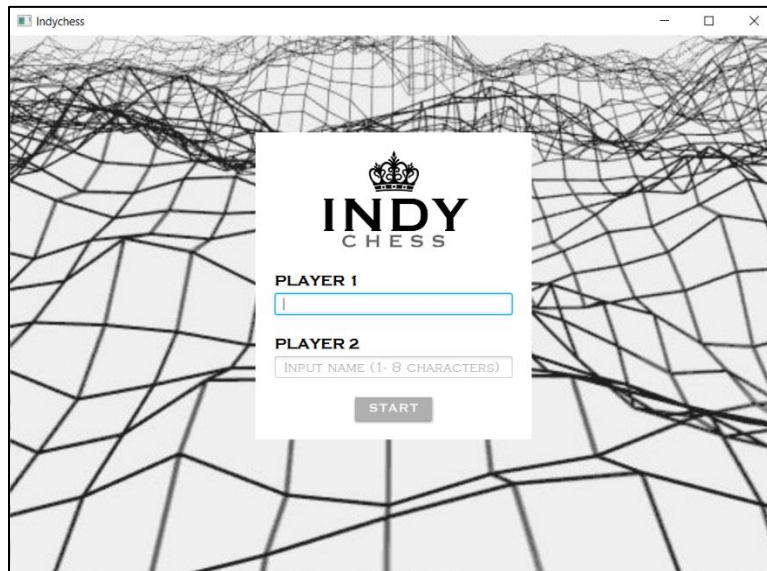 Indychess
INDY
CHESS
PLAYER 1
PLAYER 2
INPUT NAME (1- 8 CHARACTERS)
START